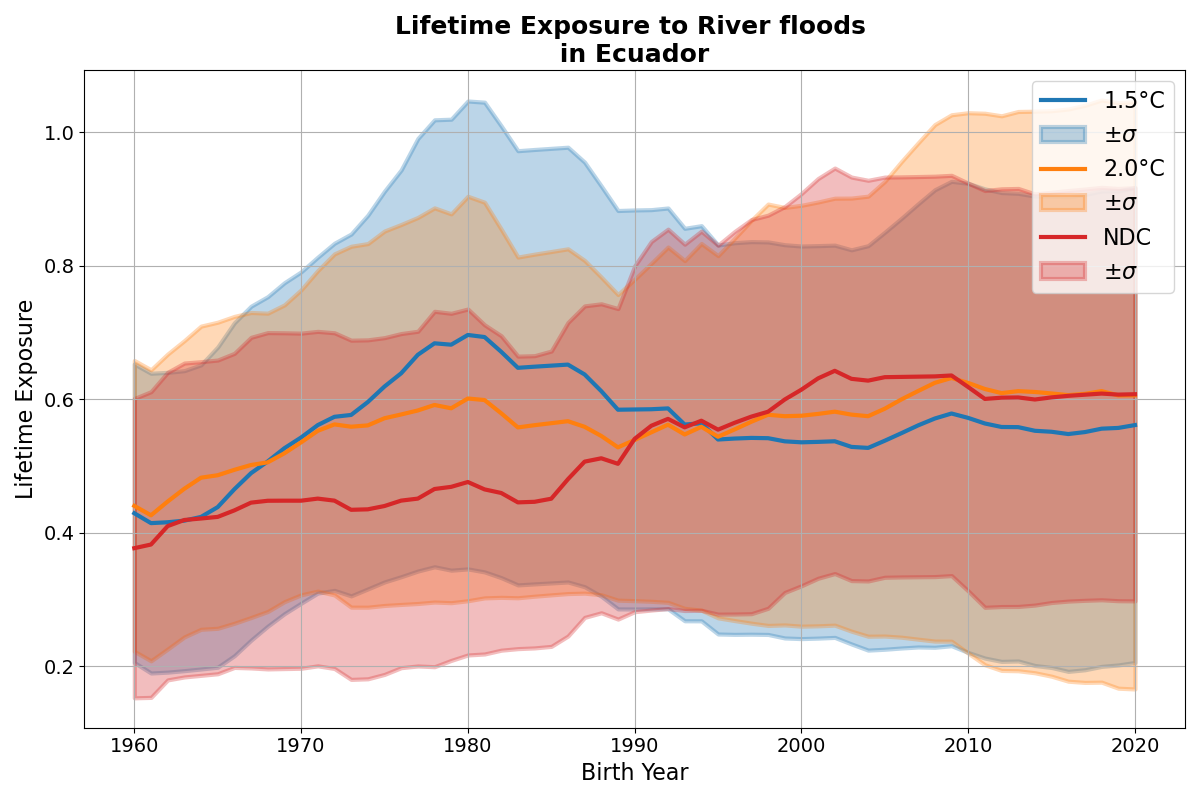 Lifetime Exposure to River floods
in Ecuador
Lifetime Exposure
1.0
0.8
0.6
0.4
0.2
1.5°C
±σ
2.0°C
±σ
NDC
±σ
1960
1970
1980
1990
2000
2010
2020
Birth Year